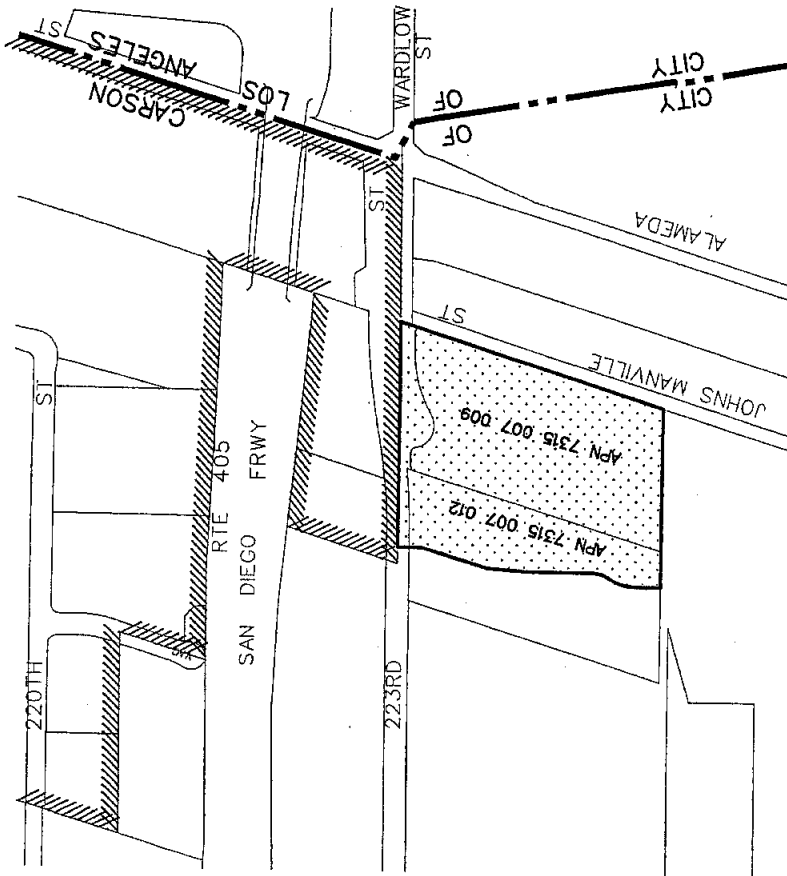 ST
LOS ANGELES
CARSON
WARDLOW
ST
CITY OF
CITY OF
ST
ALAMEDA
ST
JOHNS MANVILLE
ST
RTE 405
SAN DIEGO FRWY
APN 7315 007 009
APN 7315 007 012
220TH
223RD